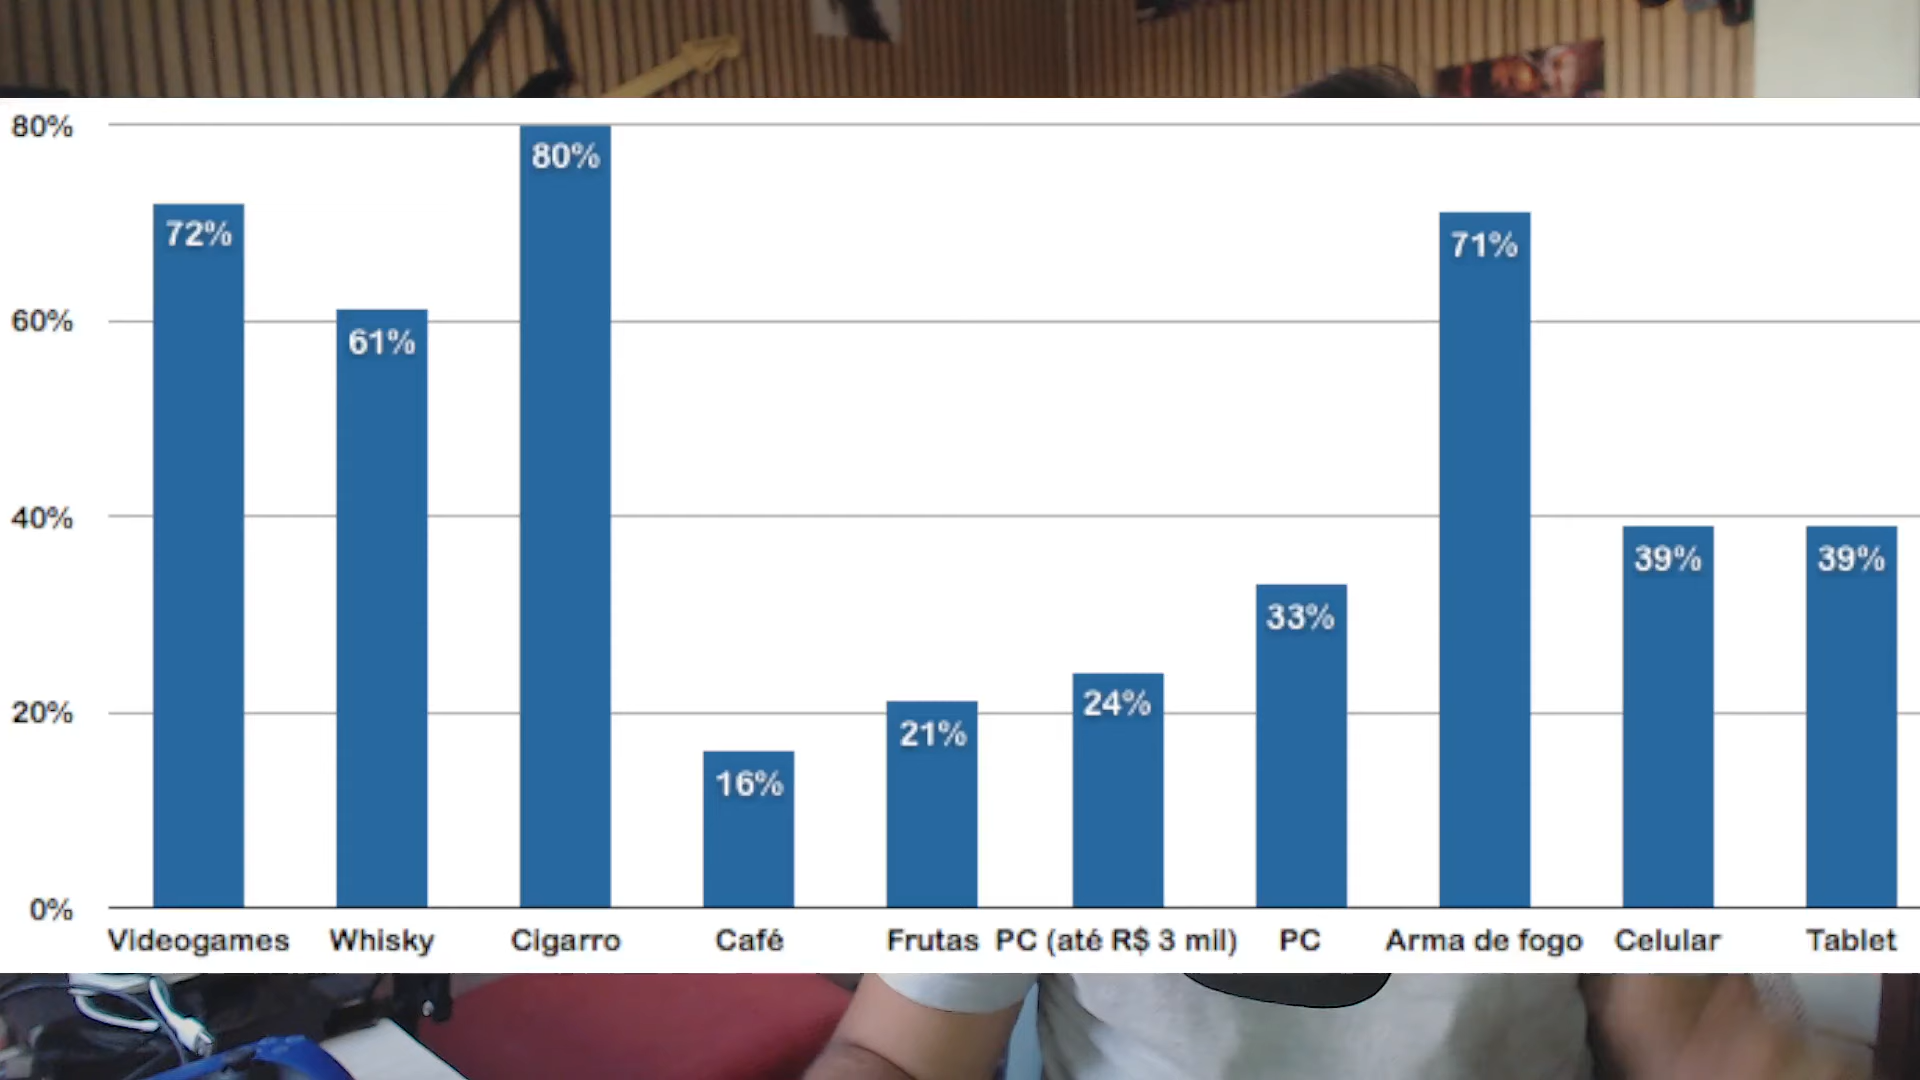 80%
60%
40%
20%
0%
72%
61%
80%
16%
21%
24%
33%
71%
39%
39%
Videogames
Whisky
Cigarro
Café
Frutas
PC (até R$ 3 mil)
PC
Arma de fogo
Celular
Tablet